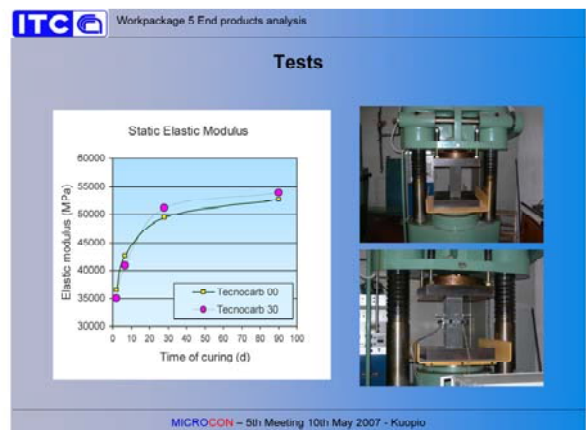 ITC
Workpackage 5 End products analysis
Tests
Static Elastic Modulus
Elastic modulus (MPa)
60000
55000
50000
45000
40000
35000
30000
Tecnocarb 00
Tecnocarb 30
0 10 20 30 40 50 60 70 80 90 100
Time of curing (d)
MICROCON – 5th Meeting 10th May 2007 - Kuopio